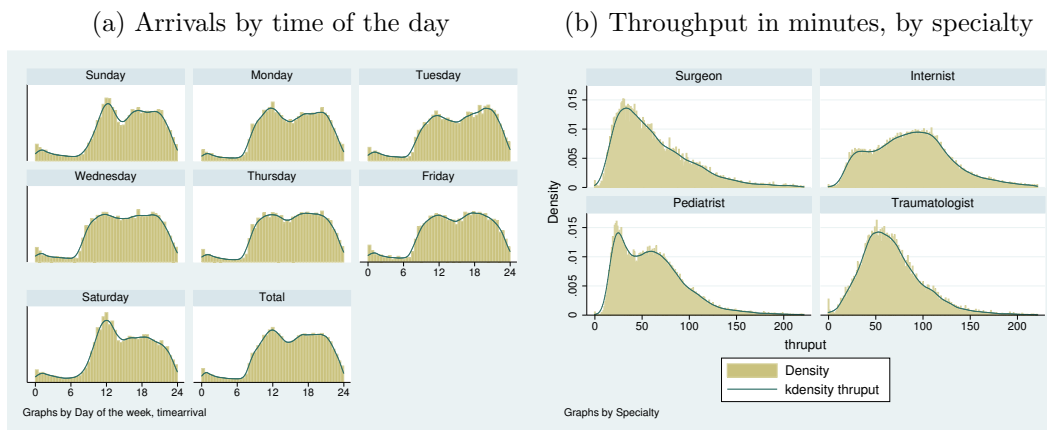 (a) Arrivals by time of the day
Sunday
Monday
Tuesday
Wednesday
Thursday
Friday
0 6 12 18 24
Saturday
Total
0 6 12 18 24
0 6 12 18 24
Graphs by Day of the week, timearrival
(b) Throughput in minutes, by specialty
Surgeon
Internist
0 .005 .01 .015
Pediatrist
Traumatologist
0 .005 .01 .015
Density
0 50 100 150 200
0 50 100 150 200
thruput
Density
kdensity thruput
Graphs by Specialty